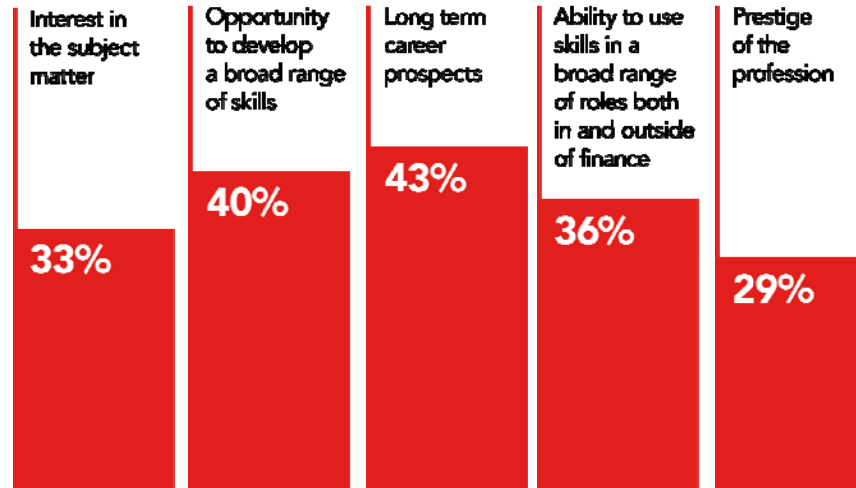 Interest in
the subject
matter
33%
Opportunity
to develop
a broad range
of skills
40%
Long term
career
prospects
43%
Ability to use
skills in a
broad range
of roles both
in and outside
of finance
36%
Prestige
of the
profession
29%